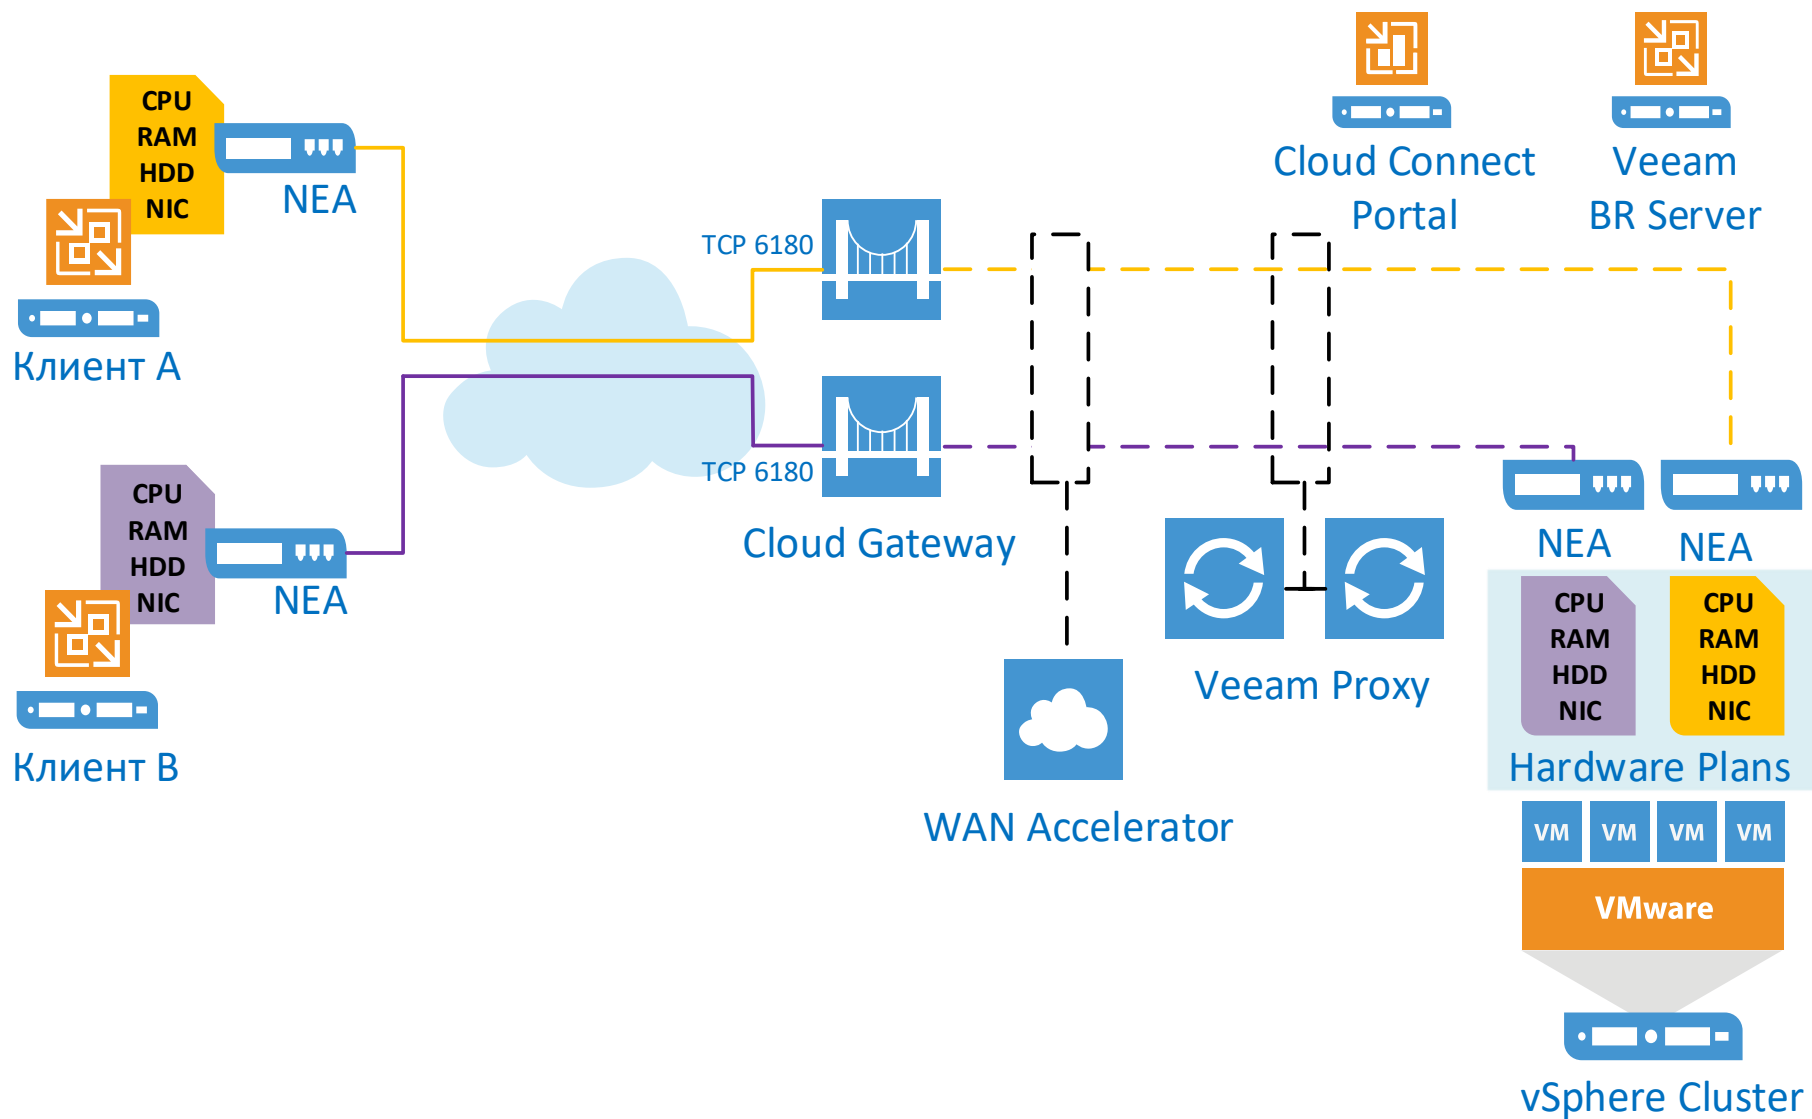 CPU
RAM
HDD
NIC
NEA
Клиент A
CPU
RAM
HDD
NIC
NEA
Клиент B
TCP 6180
TCP 6180
Cloud Gateway
WAN Accelerator
Veeam Proxy
Cloud Connect
Portal
Veeam
BR Server
NEA
NEA
CPU
RAM
HDD
NIC
CPU
RAM
HDD
NIC
Hardware Plans
VM VM VM VM
VMware
vSphere Cluster